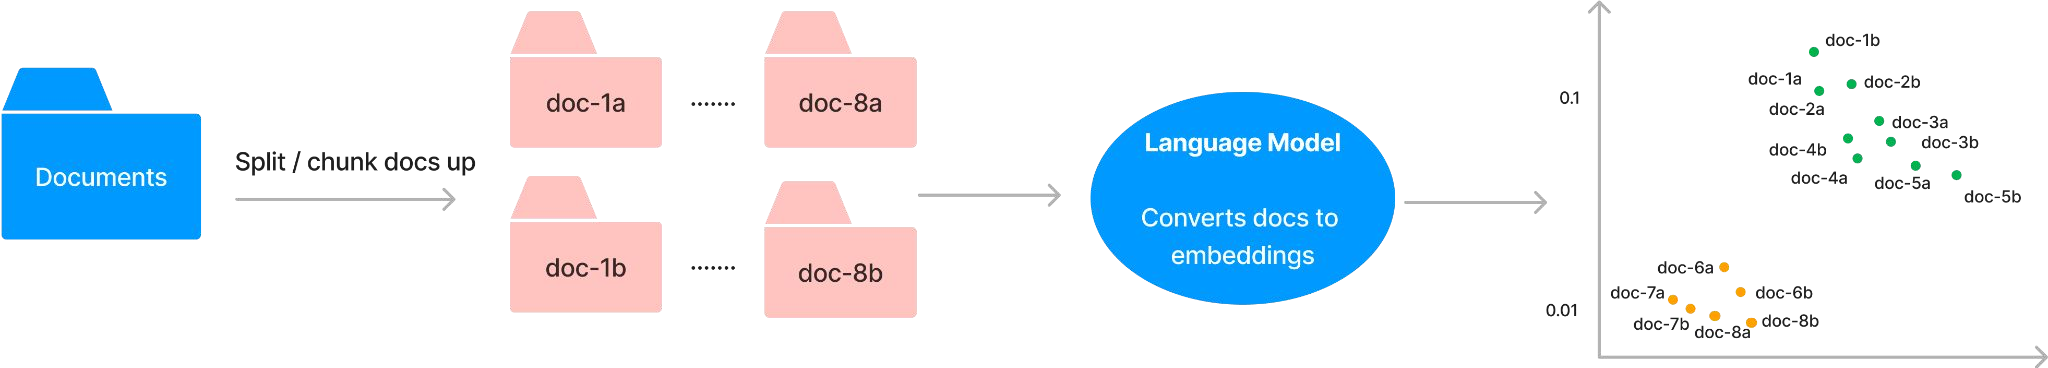 Documents
Split / chunk docs up
doc-1a
.......
doc-8a
doc-1b
.......
doc-8b
Language Model
Converts docs to
embeddings
0.1
0.01
doc-1b
doc-1a
doc-2b
doc-2a
doc-3a
doc-3b
doc-4b
doc-4a
doc-5a
doc-5b
doc-6a
doc-7a
doc-6b
doc-7b
doc-8a
doc-8b